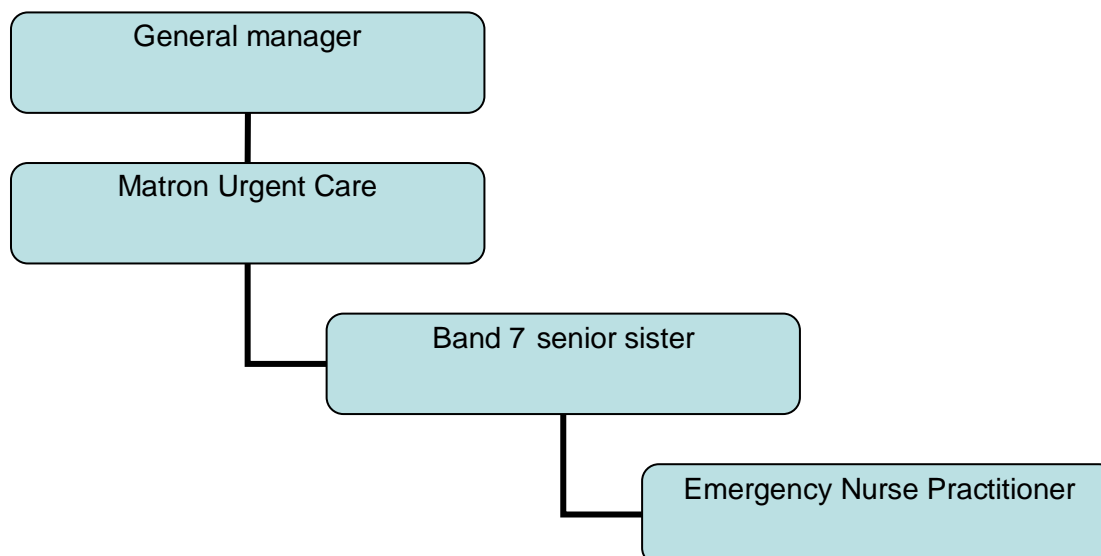 General manager
Matron Urgent Care
Band 7 senior sister
Emergency Nurse Practitioner